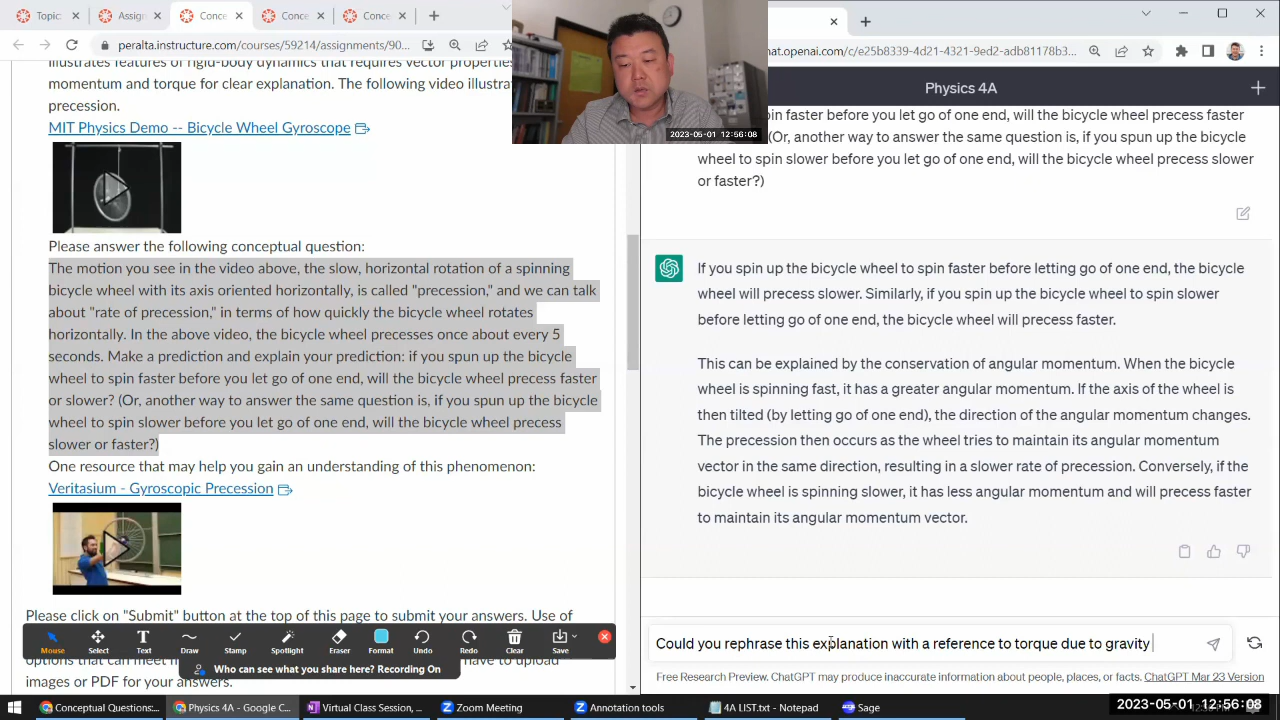 Topic
Confe
Conce
Conce
peralta.instructure.com/courses/59214/assignments/90...
illustrates features of rigid-body dynamics that requires vector properties
momentum and torque for clear explanation. The following video illustra
precession.
MIT Physics Demo -- Bicycle Wheel Gyroscope
Please answer the following conceptual question:
The motion you see in the video above, the slow, horizontal rotation of a spinning
bicycle wheel with its axis oriented horizontally, is called "precession," and we can talk
about "rate of precession," in terms of how quickly the bicycle wheel rotates
horizontally. In the above video, the bicycle wheel precesses once about every 5
seconds. Make a prediction and explain your prediction: if you spun up the bicycle
wheel to spin faster before you let go of one end, will the bicycle wheel precess faster
or slower? (Or, another way to answer the same question is, if you spun up the bicycle
wheel to spin slower before you let go of one end, will the bicycle wheel precess
slower or faster?)
One resource that may help you gain an understanding of this phenomenon:
Veritasium - Gyroscopic Precession
Please click on "Submit" button at the top of this page to submit your answers. Use of
options that can meet
have to upload
images or PDF for your answers.
Mouse
Select
Text
Draw
Stamp
Spotlight
Eraser
Format
Undo
Redo
Clear
Save
Who can see what you share here? Recording On
2023-05-01 12:56:08
hat.openai.com/c/e25b8339-4d21-4321-9ed2-adb81178b3...
Physics 4A
in faster before you let go of one end, will the bicycle wheel precess faster
(Or, another way to answer the same question is, if you spun up the bicycle
wheel to spin slower before you let go of one end, will the bicycle wheel precess slower
or faster?)
If you spin up the bicycle wheel to spin faster before letting go of one end, the bicycle
wheel will precess slower. Similarly, if you spin up the bicycle wheel to spin slower
before letting go of one end, the bicycle wheel will precess faster.
This can be explained by the conservation of angular momentum. When the bicycle
wheel is spinning fast, it has a greater angular momentum. If the axis of the wheel is
then tilted (by letting go of one end), the direction of the angular momentum changes.
The precession then occurs as the wheel tries to maintain its angular momentum
vector in the same direction, resulting in a slower rate of precession. Conversely, if the
bicycle wheel is spinning slower, it has less angular momentum and will precess faster
to maintain its angular momentum vector.
Could you rephrase this explanation with a reference to torque due to gravity
Free Research Preview. ChatGPT may produce inaccurate information about people, places, or facts. ChatGPT Mar 23 Version
Conceptual Questions:...
Physics 4A - Google C...
Virtual Class Session, ...
Zoom Meeting
Annotation tools
4A LIST.txt - Notepad
Sage
2023-05-01 12:56:08